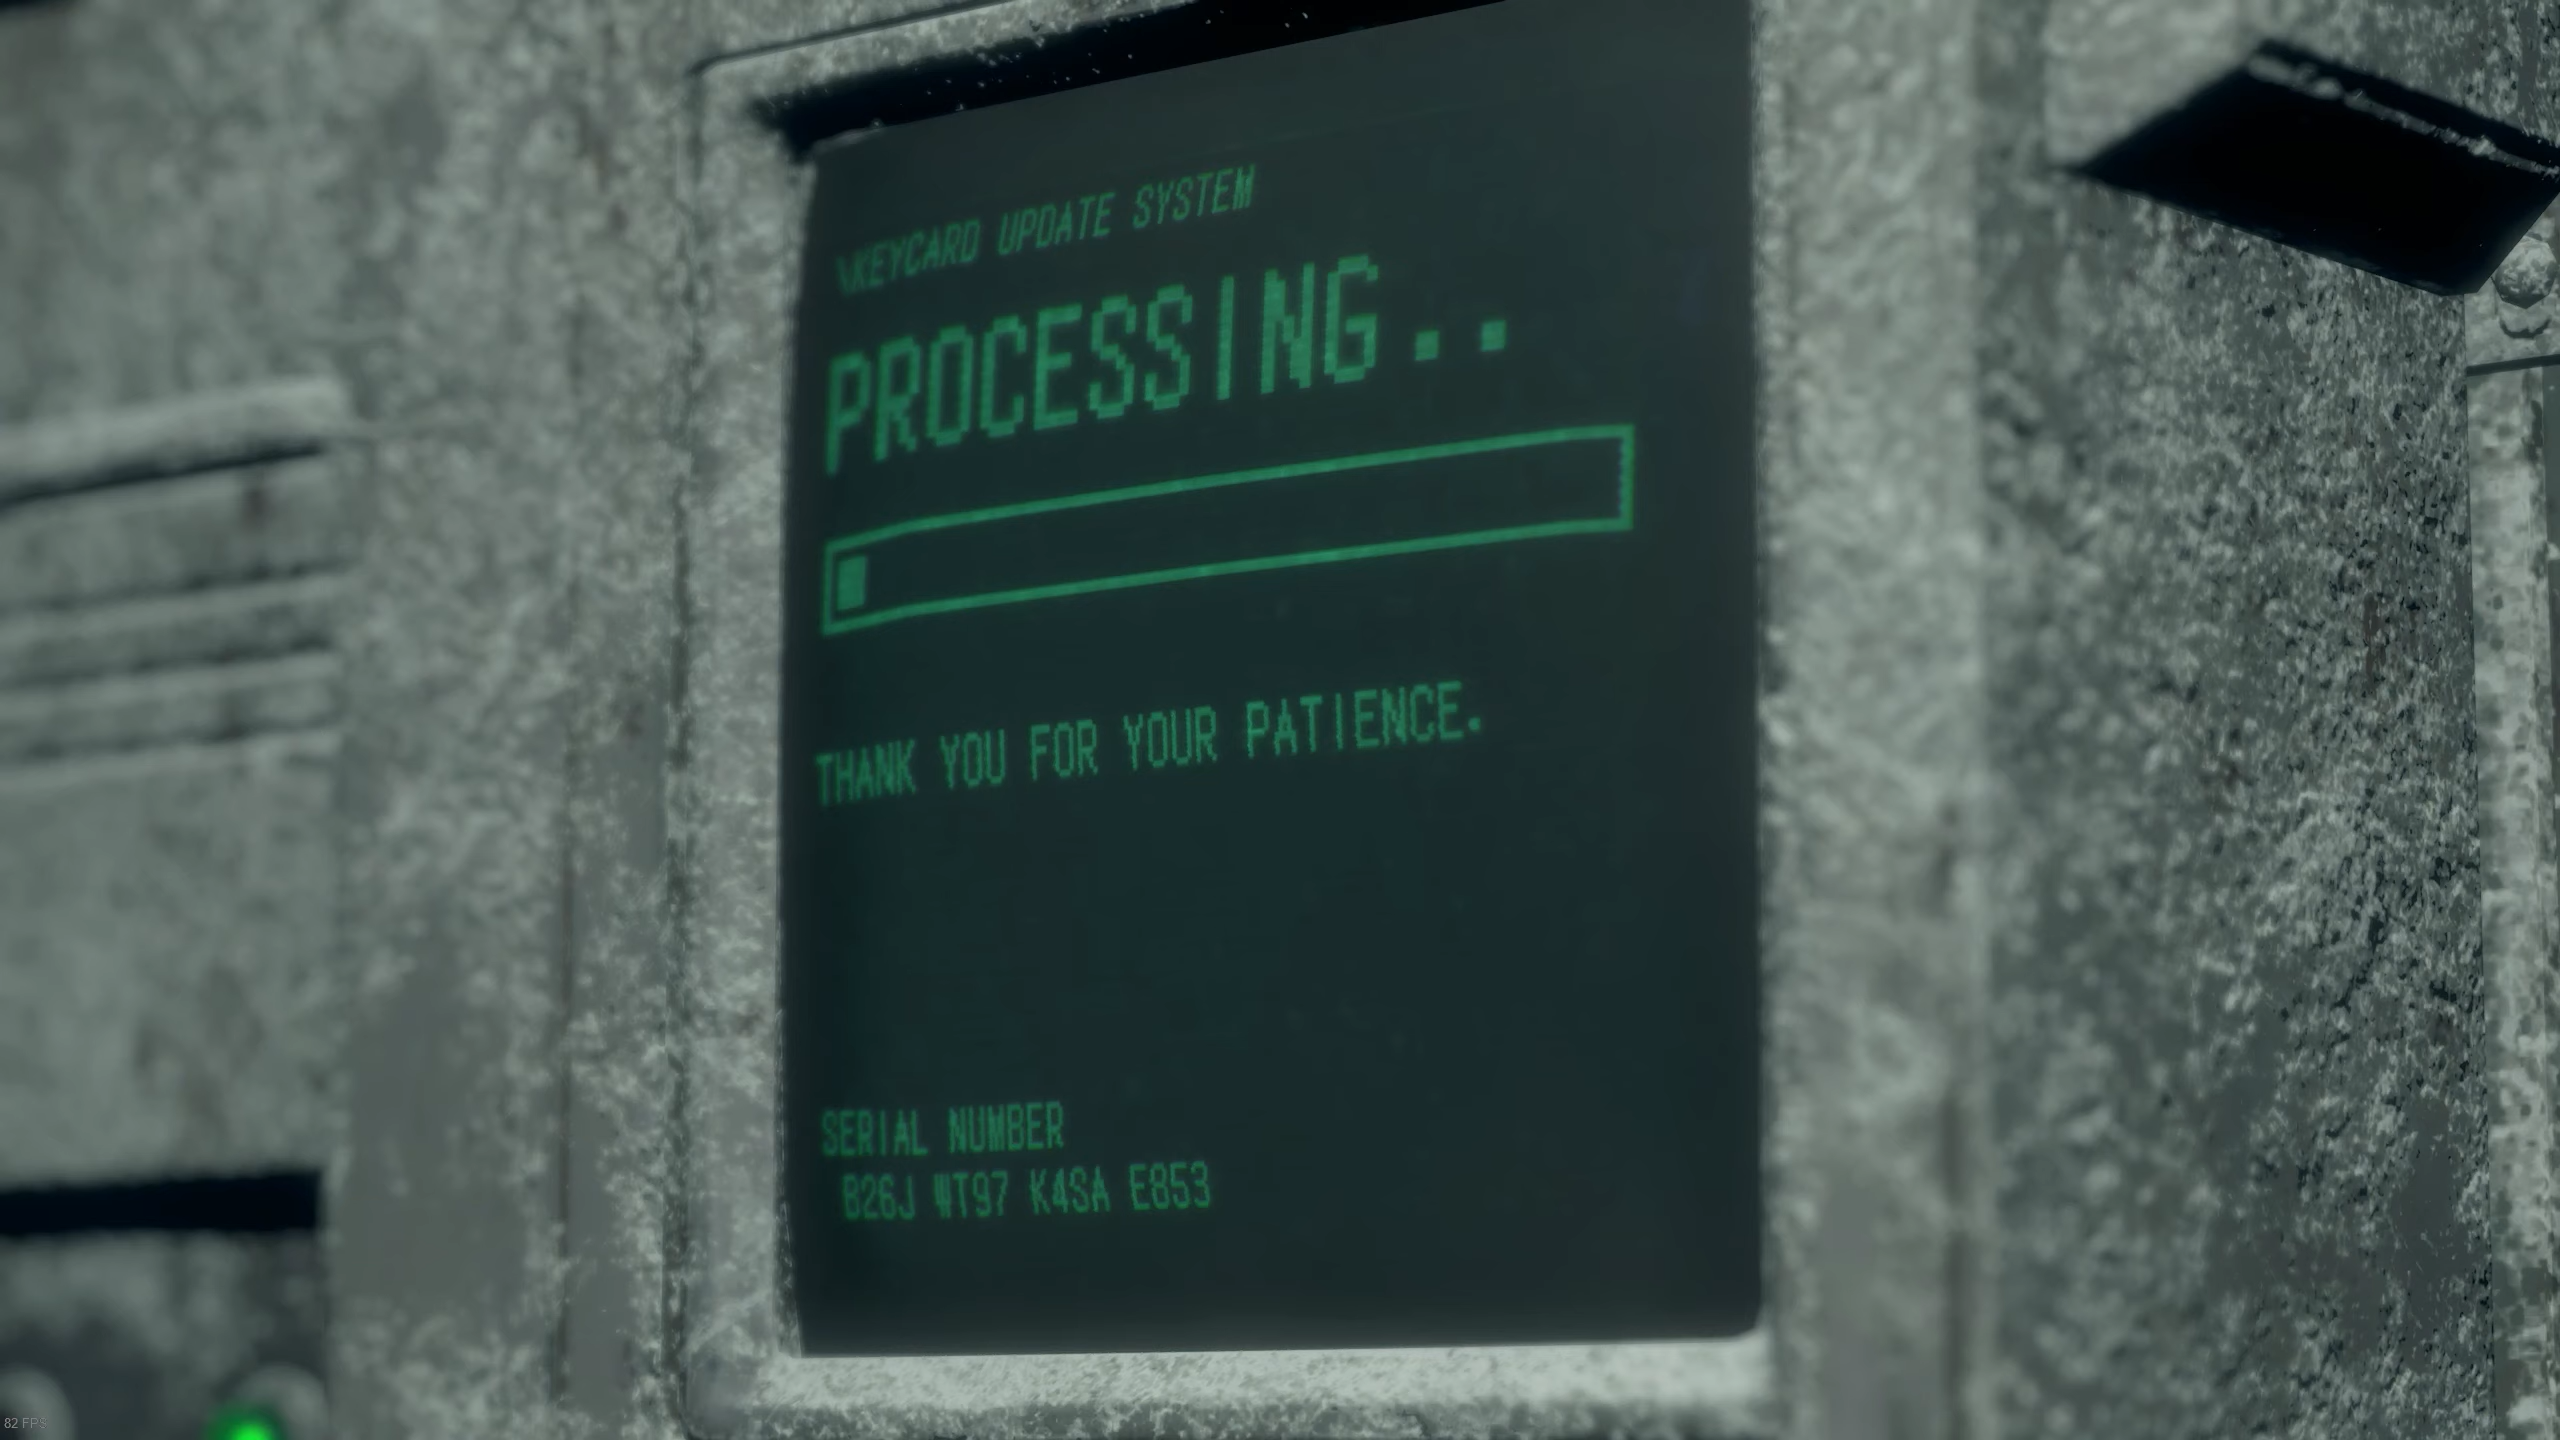 \KEYCARD UPDATE SYSTEM
PROCESSING..
THANK YOU FOR YOUR PATIENCE.
SERIAL NUMBER
B26J WT97 K4SA E853
82 FPS